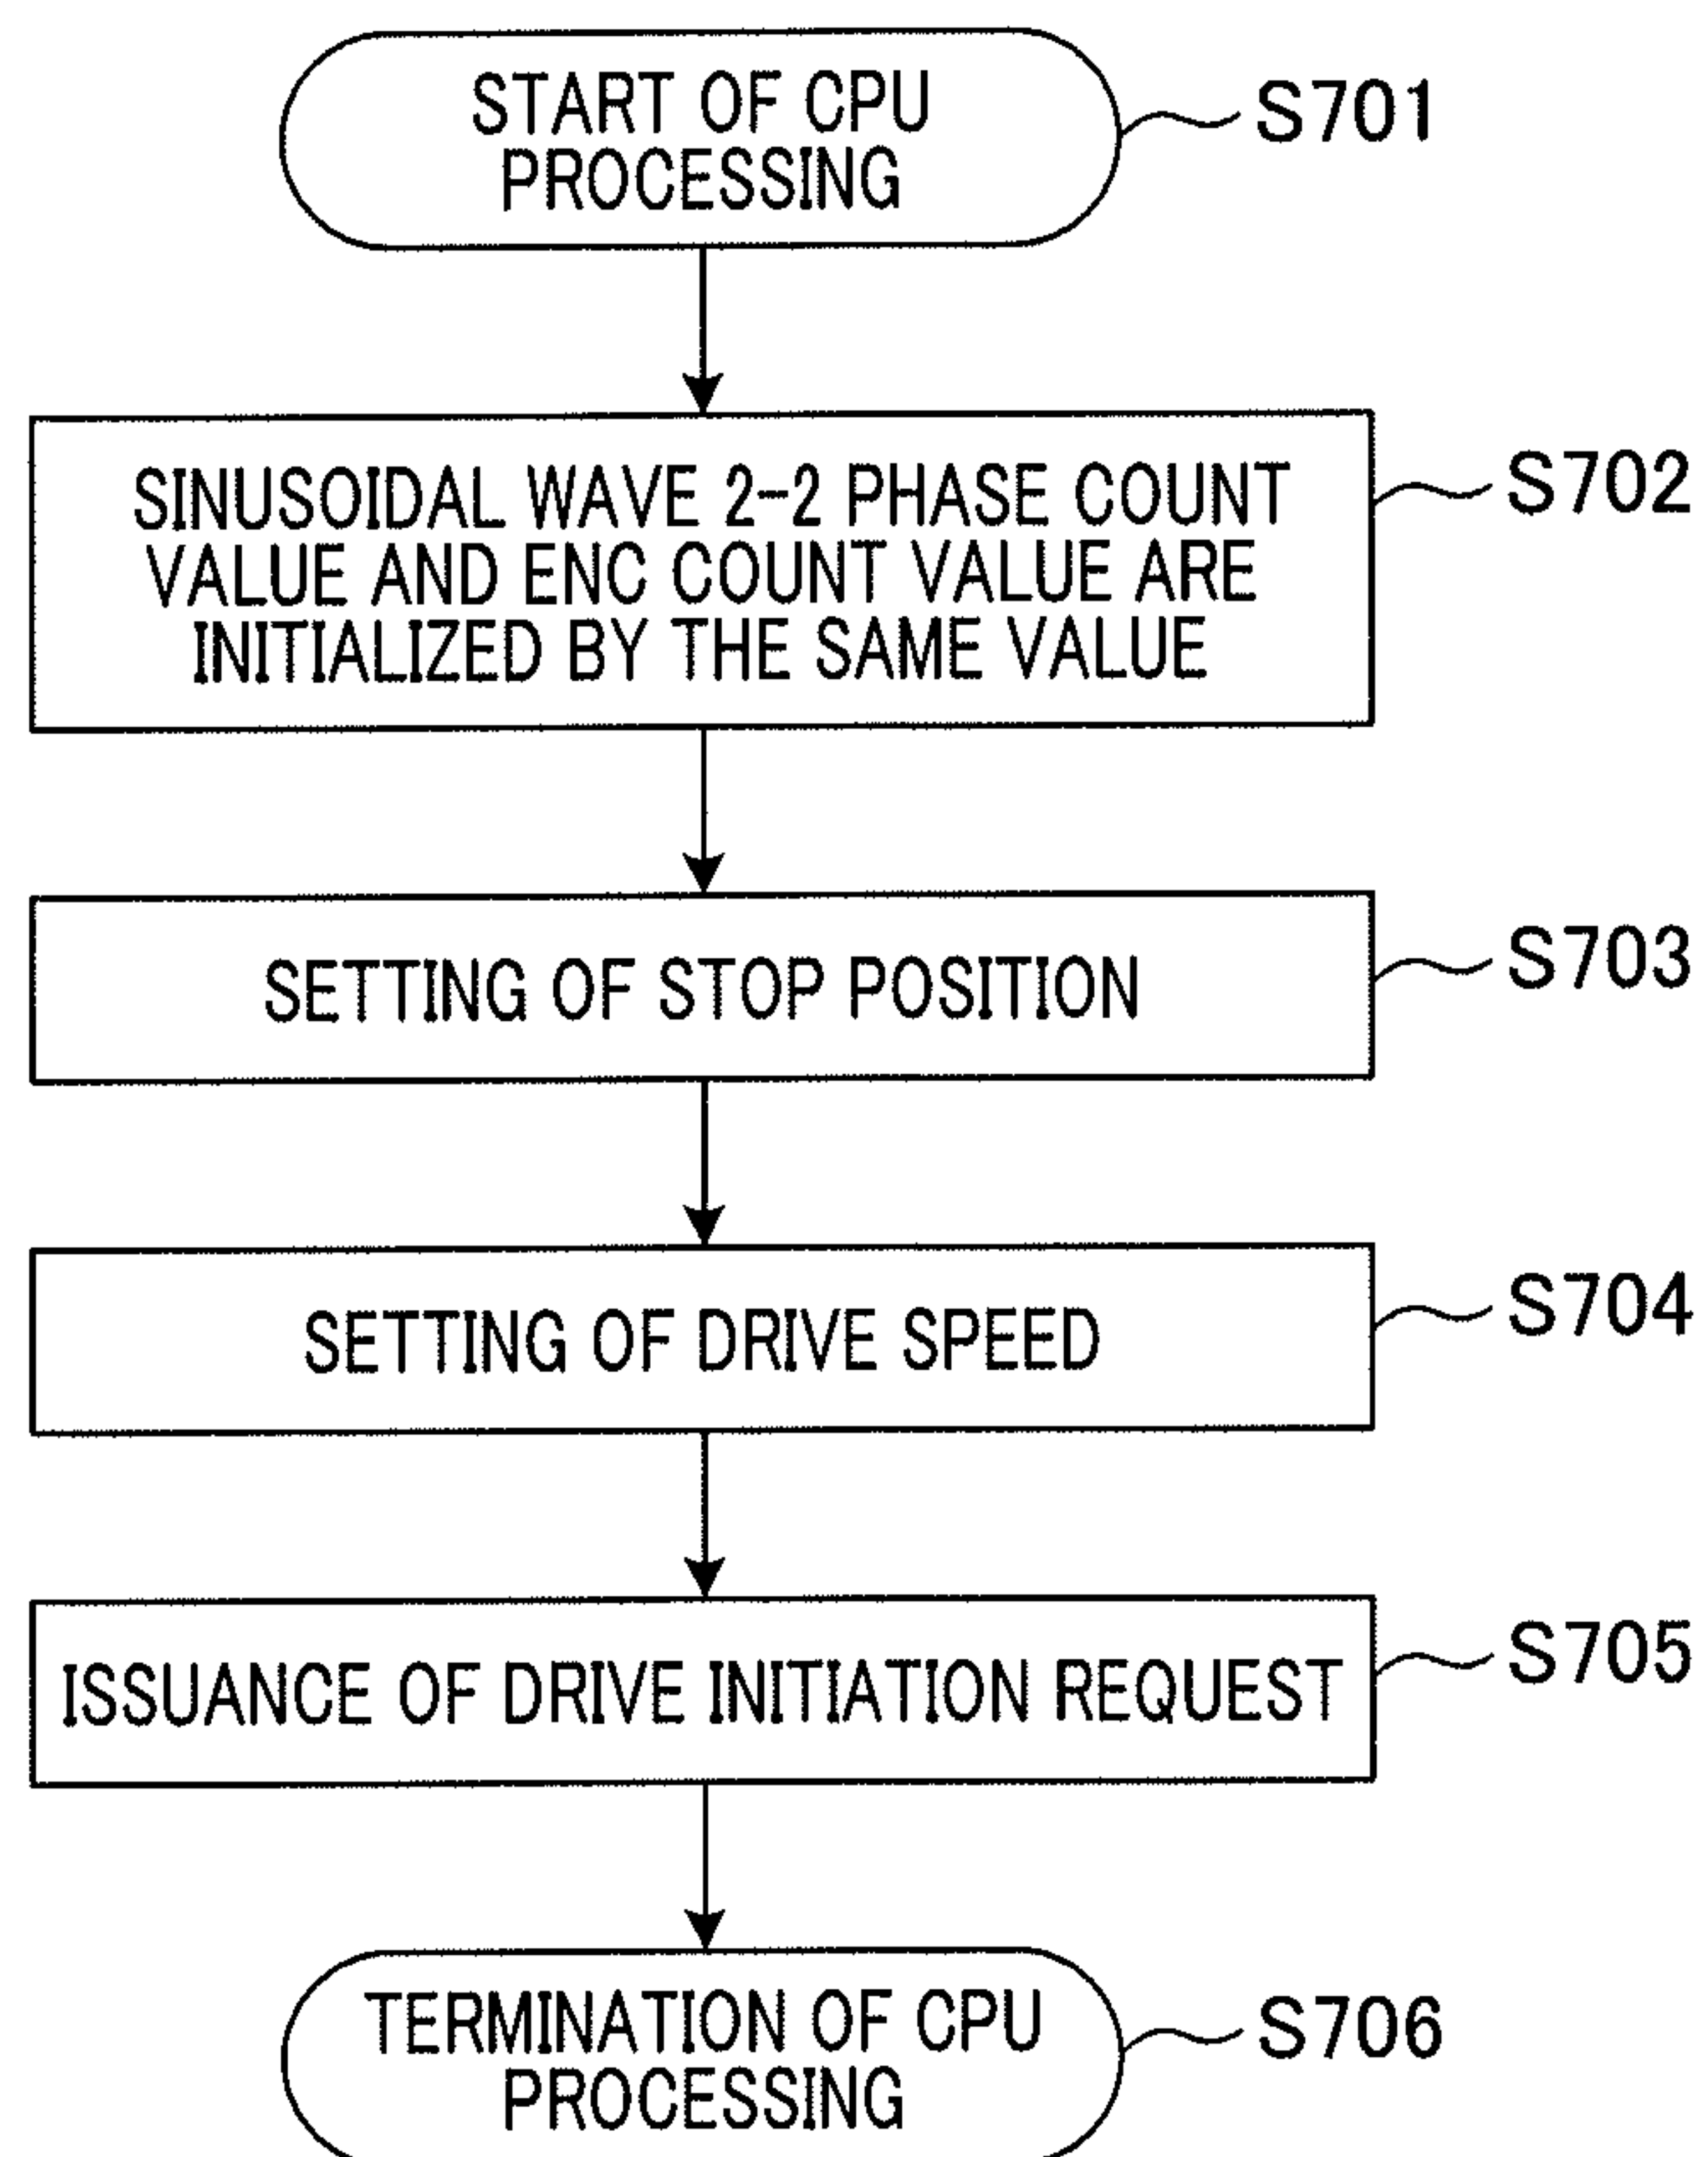 START OF CPU
PROCESSING
S701
SINUSOIDAL WAVE 2-2 PHASE COUNT
VALUE AND ENC COUNT VALUE ARE
INITIALIZED BY THE SAME VALUE
S702
SETTING OF STOP POSITION
S703
SETTING OF DRIVE SPEED
S704
ISSUANCE OF DRIVE INITIATION REQUEST
S705
TERMINATION OF CPU
PROCESSING
S706